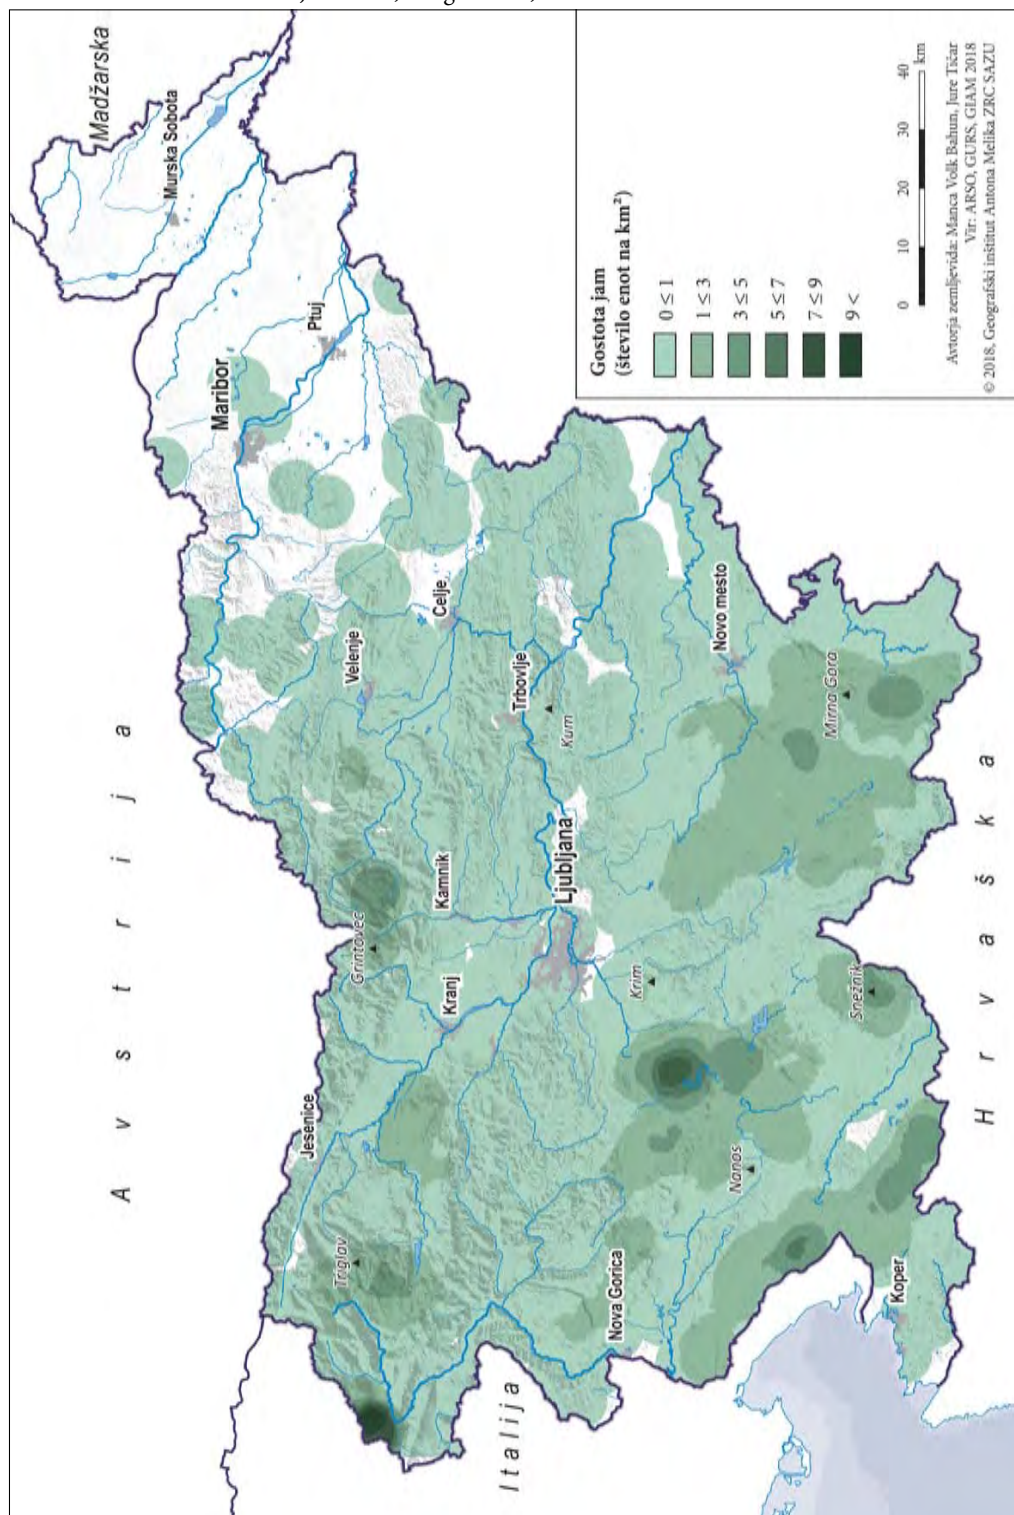 Madžarska
Murska Sobota
Ptuj
Maribor
Avstrija
Velenje
Celje
Trbovlje
Kum
Novo mesto
Mirna Gora
Grintovec
Kamnik
Ljubljana
Kranj
Krim
Snežnik
Hrvaška
Jesenice
Triglav
Nanos
Nova Gorica
Koper
Italija
Gostota jam
(število enot na km²)
0 ≤ 1
1 ≤ 3
3 ≤ 5
5 ≤ 7
7 ≤ 9
9 <
0 10 20 30 40
km
Avtorja zemljevida: Manca Volk Bahun, Jure Tičar
Vir: ARSO, GURS, GIAM 2018
© 2018, Geografski inštitut Antona Melika ZRC SAZU